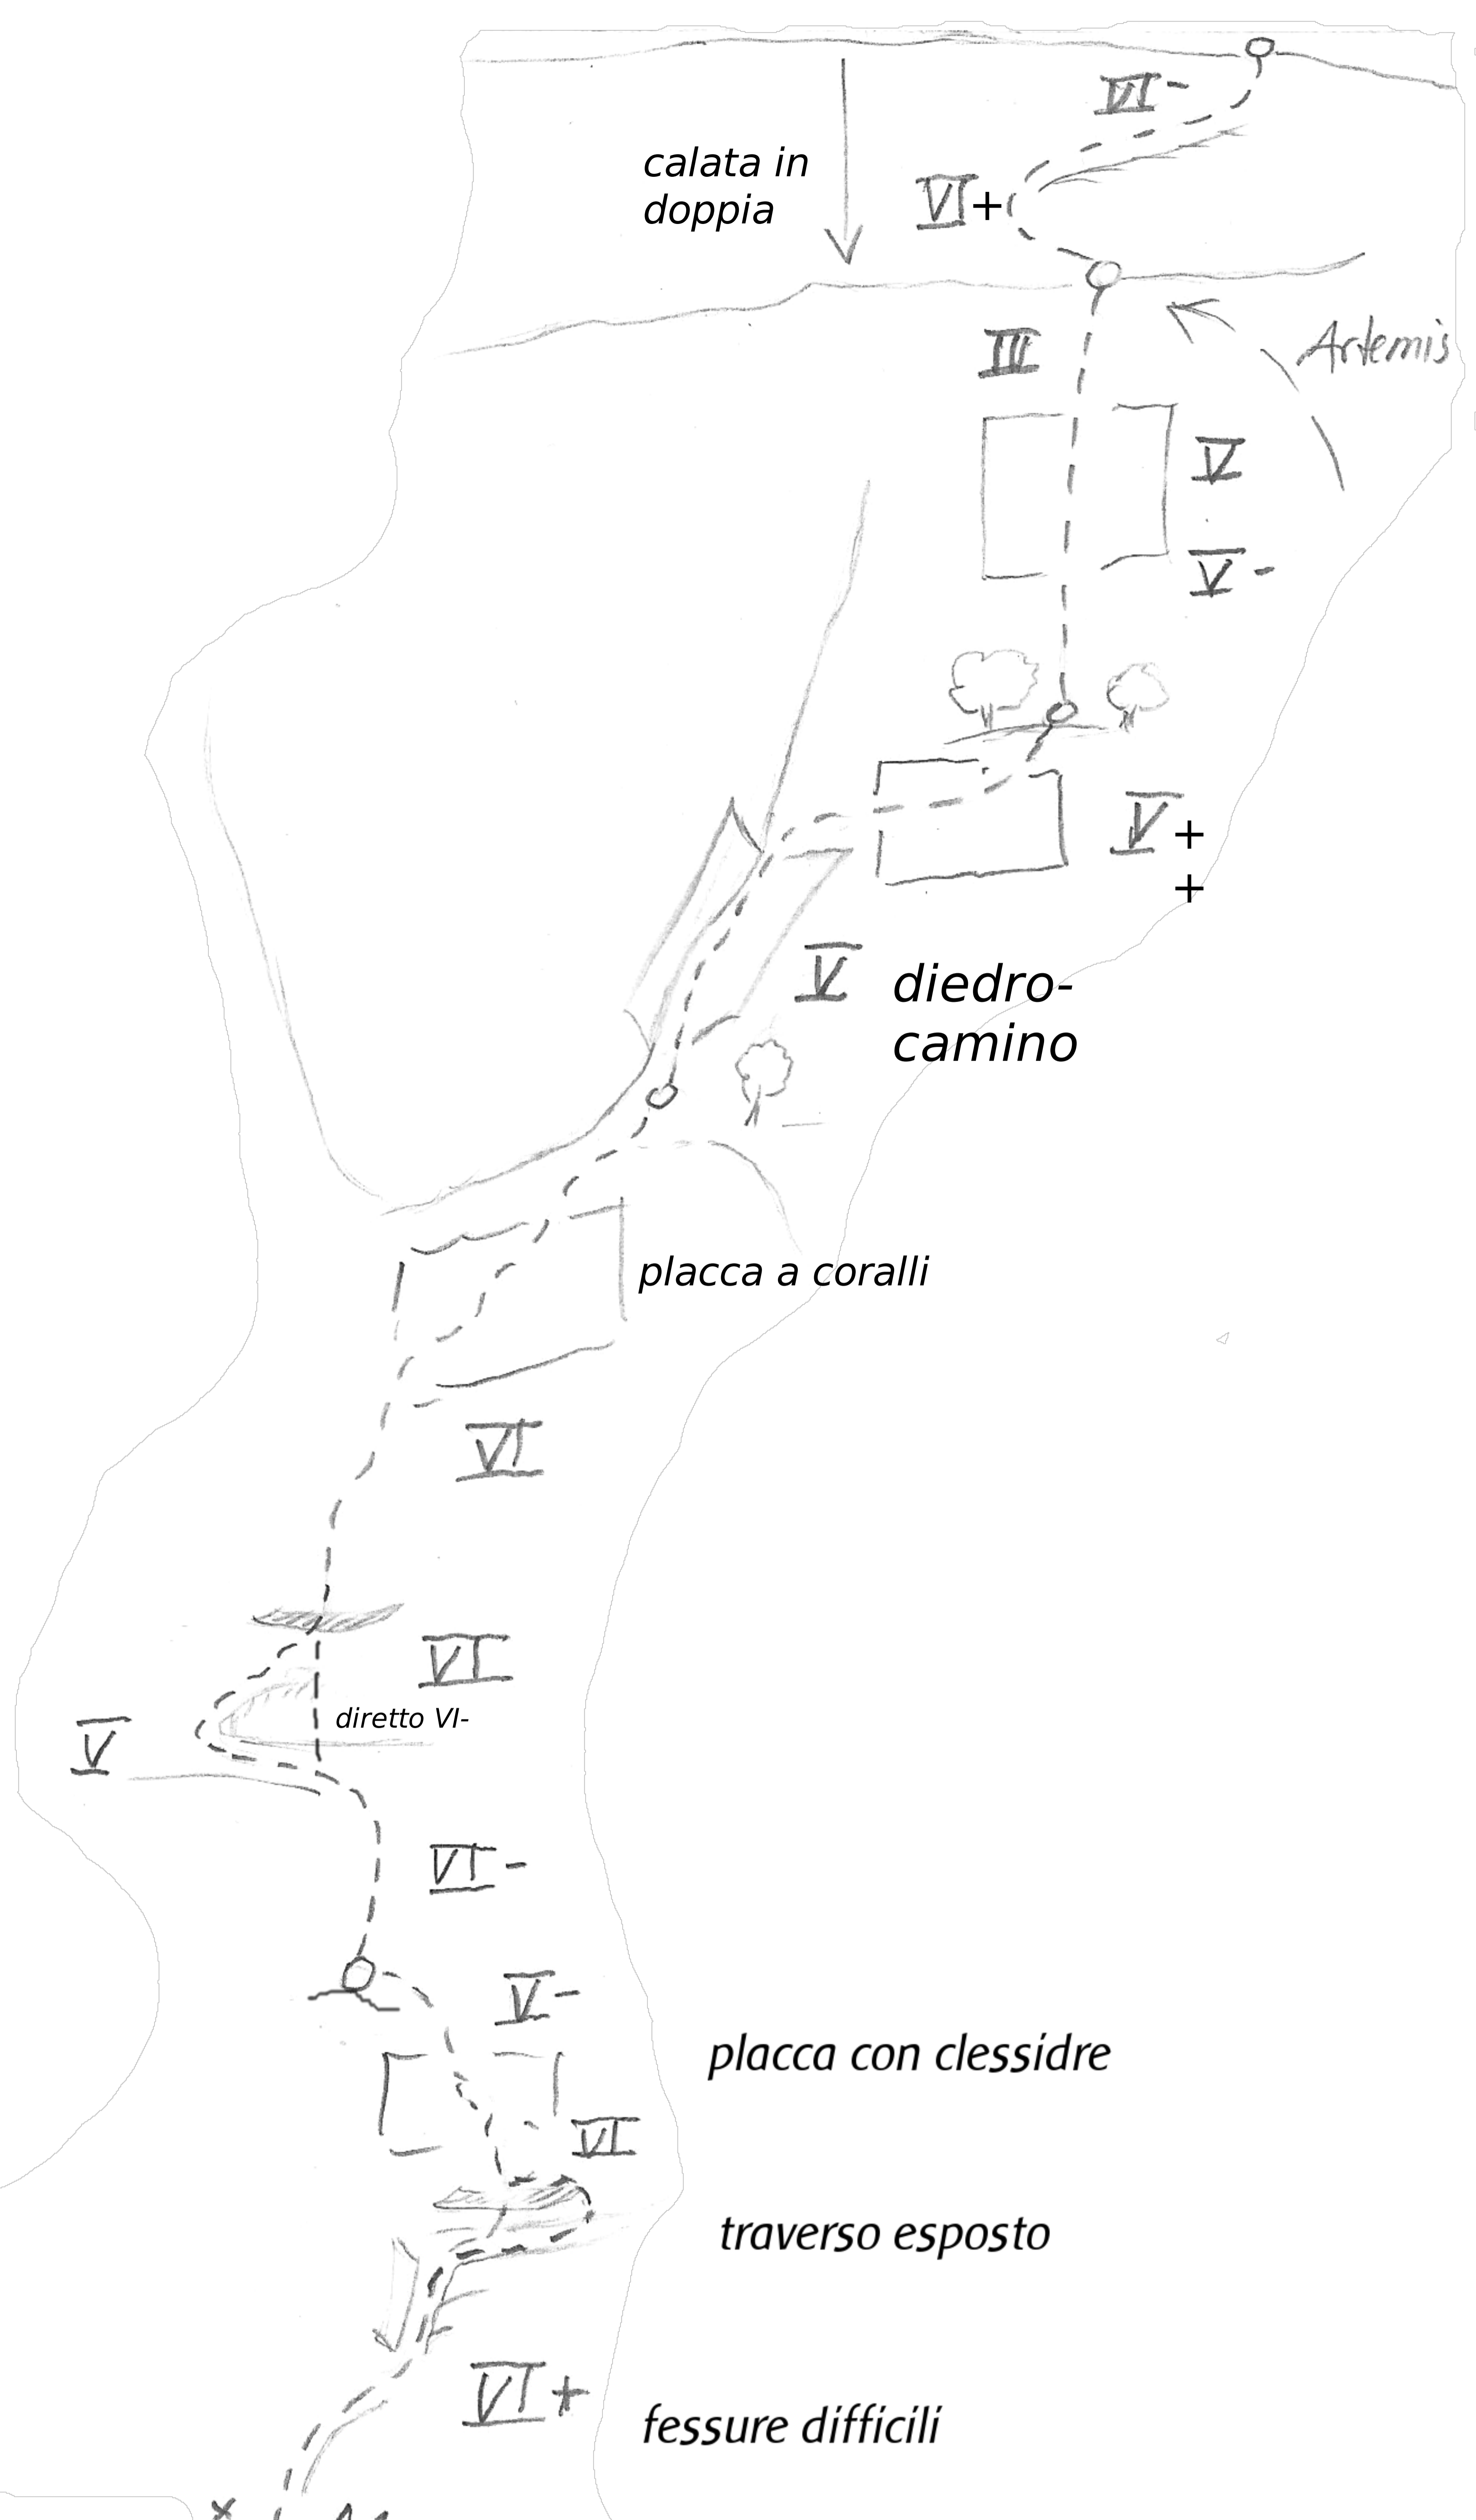 VI-
calata in
doppia
VI+
III
Artemis
V
V-
V+
+
V
diedro-
camino
placca a coralli
VI
VI
diretto VI-
V
VI-
V-
placca con clessidre
VI
traverso esposto
VI+
fessure difficili